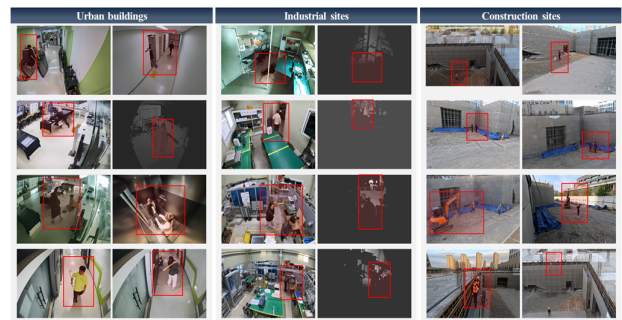 Urban buildings
Industrial sites
Construction sites